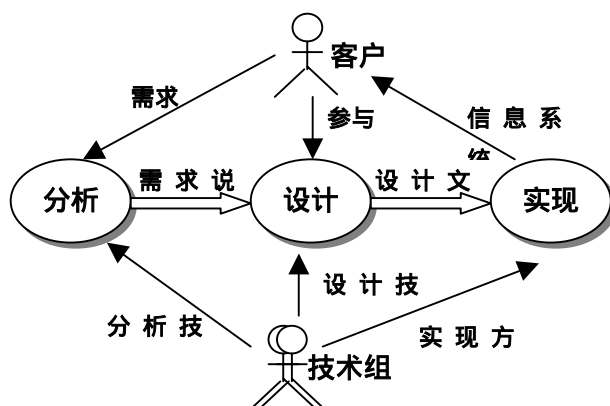 客户
需求
参与
信 息 系
统
需 求 说
设 计 文
分析
设计
实现
设 计 技
分 析 技
实 现 方
技术组